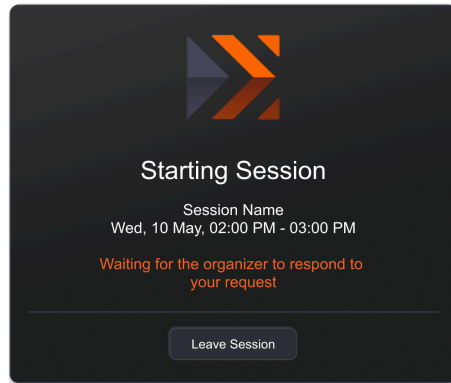 Starting Session
Session Name
Wed, 10 May, 02:00 PM - 03:00 PM
Waiting for the organizer to respond to
your request
Leave Session